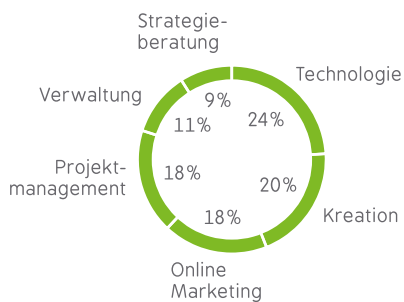 Strategie-
beratung
Technologie
9%
Verwaltung
24%
11%
Projekt-
management
18%
20%
18%
Kreation
Online
Marketing